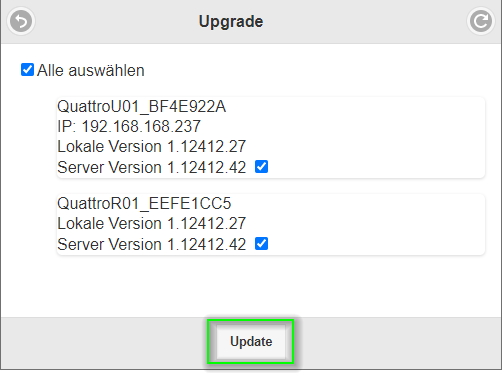 Upgrade
Alle auswählen
QuattroU01_BF4E922A
IP: 192.168.168.237
Lokale Version 1.12412.27
Server Version 1.12412.42
QuattroR01_EEFE1CC5
Lokale Version 1.12412.27
Server Version 1.12412.42
Update